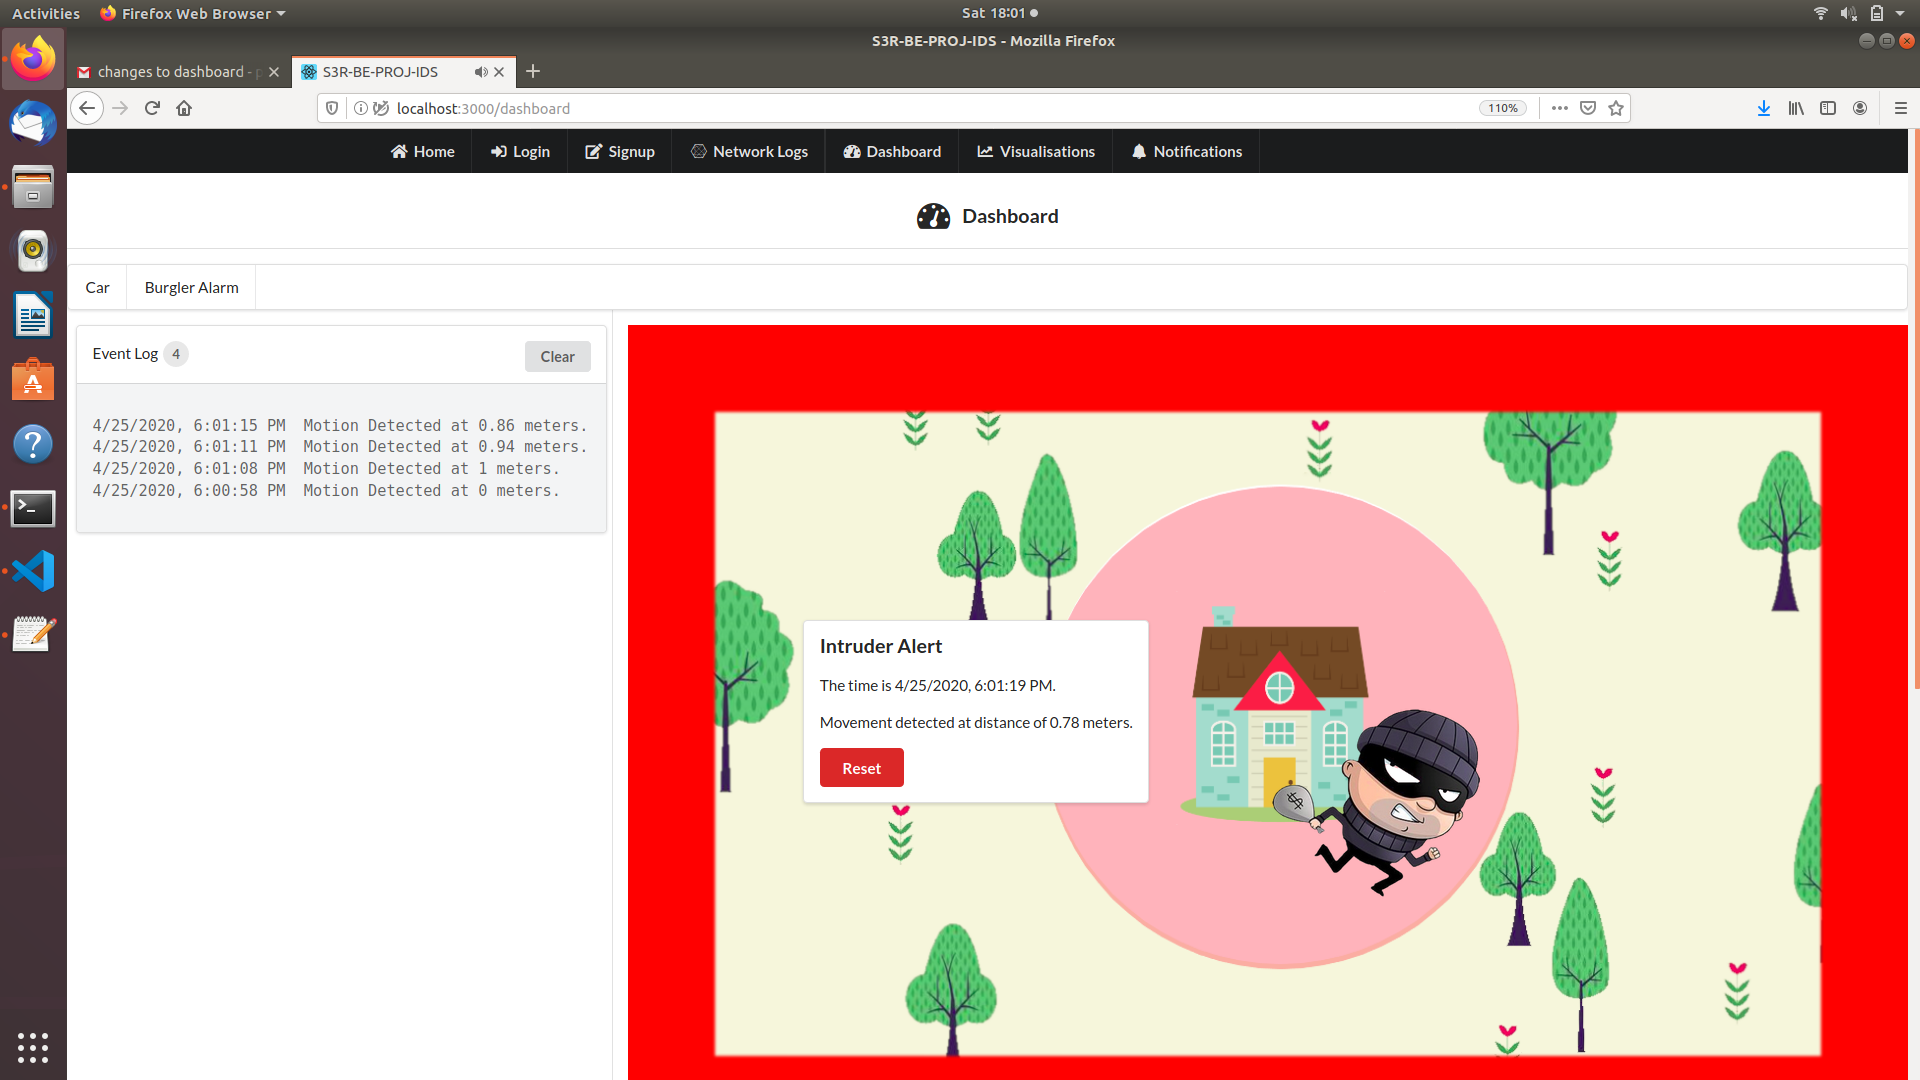 Activities
Firefox Web Browser
Sat 18:01
S3R-BE-PROJ-IDS - Mozilla Firefox
changes to dashboard - p
S3R-BE-PROJ-IDS
localhost:3000/dashboard
110%
Home
Login
Signup
Network Logs
Dashboard
Visualisations
Notifications
Dashboard
Car
Burgler Alarm
Event Log 4
Clear
4/25/2020, 6:01:15 PM Motion Detected at 0.86 meters.
4/25/2020, 6:01:11 PM Motion Detected at 0.94 meters.
4/25/2020, 6:01:08 PM Motion Detected at 1 meters.
4/25/2020, 6:00:58 PM Motion Detected at 0 meters.
Intruder Alert
The time is 4/25/2020, 6:01:19 PM.
Movement detected at distance of 0.78 meters.
Reset
$